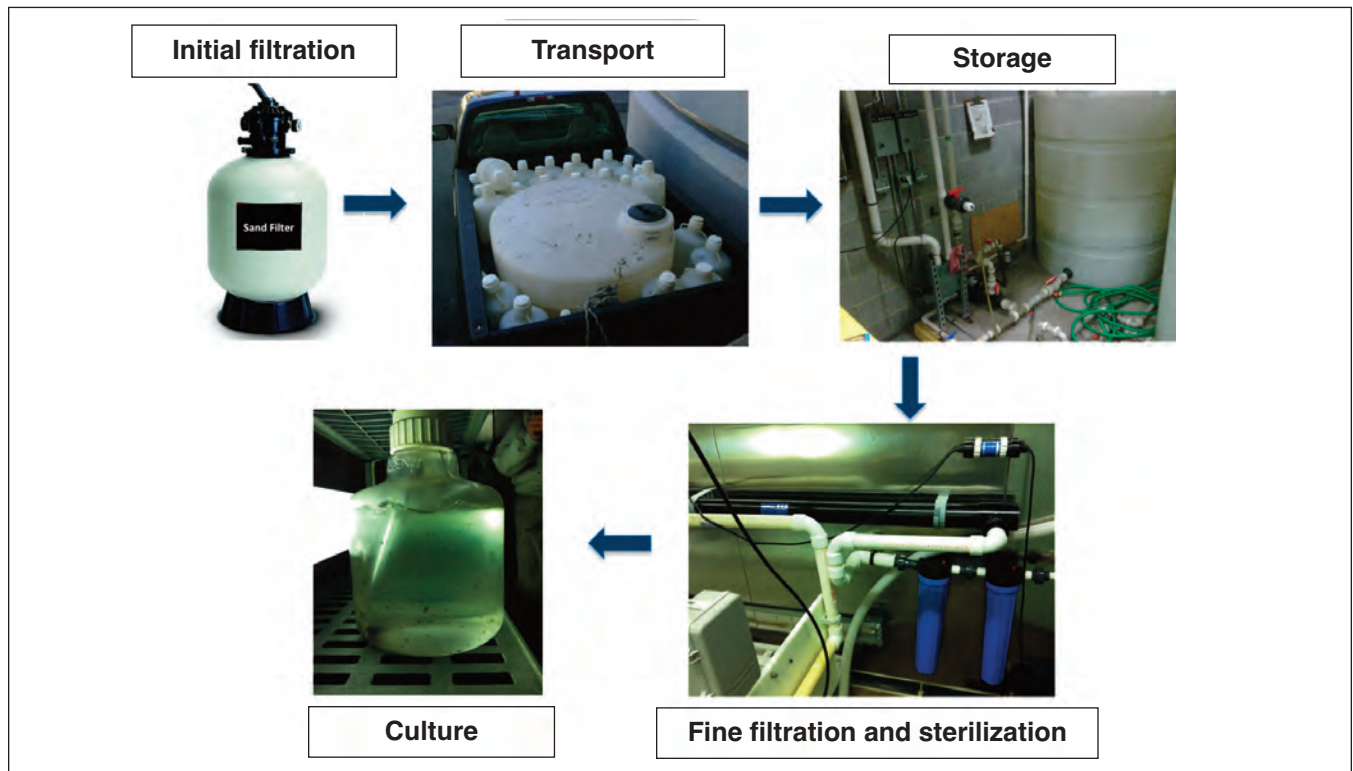 Initial filtration
Transport
Storage
Sand Filter
Culture
Fine filtration and sterilization